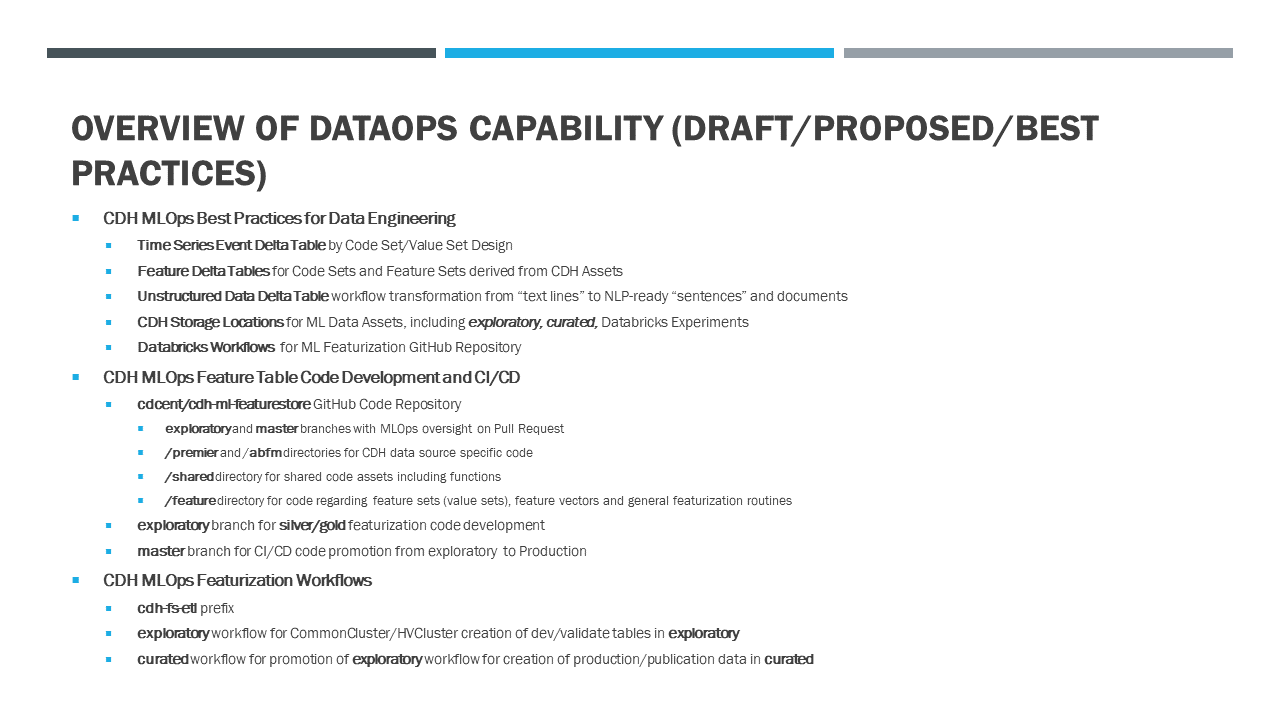 OVERVIEW OF DATAOPS CAPABILITY (DRAFT/PROPOSED/BEST
PRACTICES)
CDH MLOps Best Practices for Data Engineering
Time Series Event Delta Table by Code Set/Value Set Design
Feature Delta Tables for Code Sets and Feature Sets derived from CDH Assets
Unstructured Data Delta Table workflow transformation from “text lines” to NLP-ready “sentences” and documents
CDH Storage Locations for ML Data Assets, including exploratory, curated, Databricks Experiments
Databricks Workflows for ML Featurization GitHub Repository
CDH MLOps Feature Table Code Development and CI/CD
cdcent/cdh-ml-featurestore GitHub Code Repository
exploratory and master branches with MLOps oversight on Pull Request
/premier and /abfm directories for CDH data source specific code
/shared directory for shared code assets including functions
/feature directory for code regarding feature sets (value sets), feature vectors and general featurization routines
exploratory branch for silver/gold featurization code development
master branch for CI/CD code promotion from exploratory to Production
CDH MLOps Featurization Workflows
cdh-fs-etl prefix
exploratory workflow for CommonCluster/HVCluster creation of dev/validate tables in exploratory
curated workflow for promotion of exploratory workflow for creation of production/publication data in curated